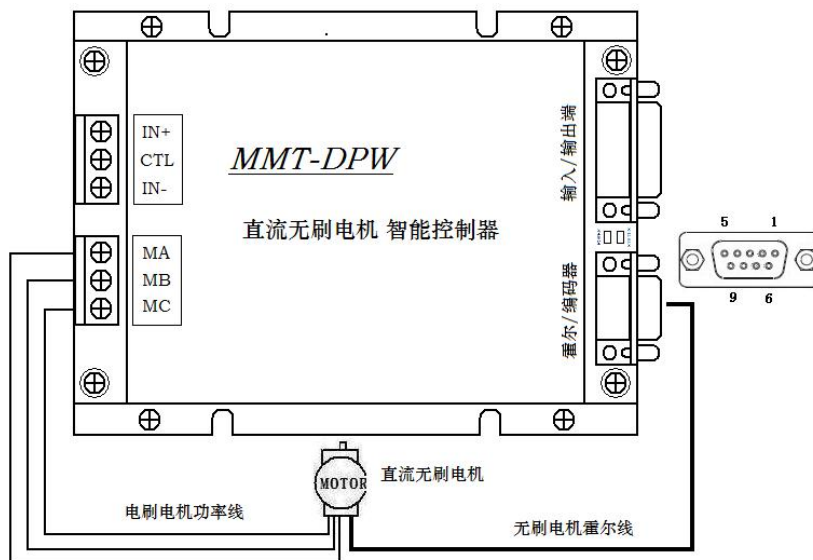 IN+
CTL
IN-
MMT-DPW
直流无刷电机 智能控制器
输入/输出端
MA
MB
MC
霍尔/编码器
5 1
9 6
MOTOR
直流无刷电机
电刷电机功率线
无刷电机霍尔线